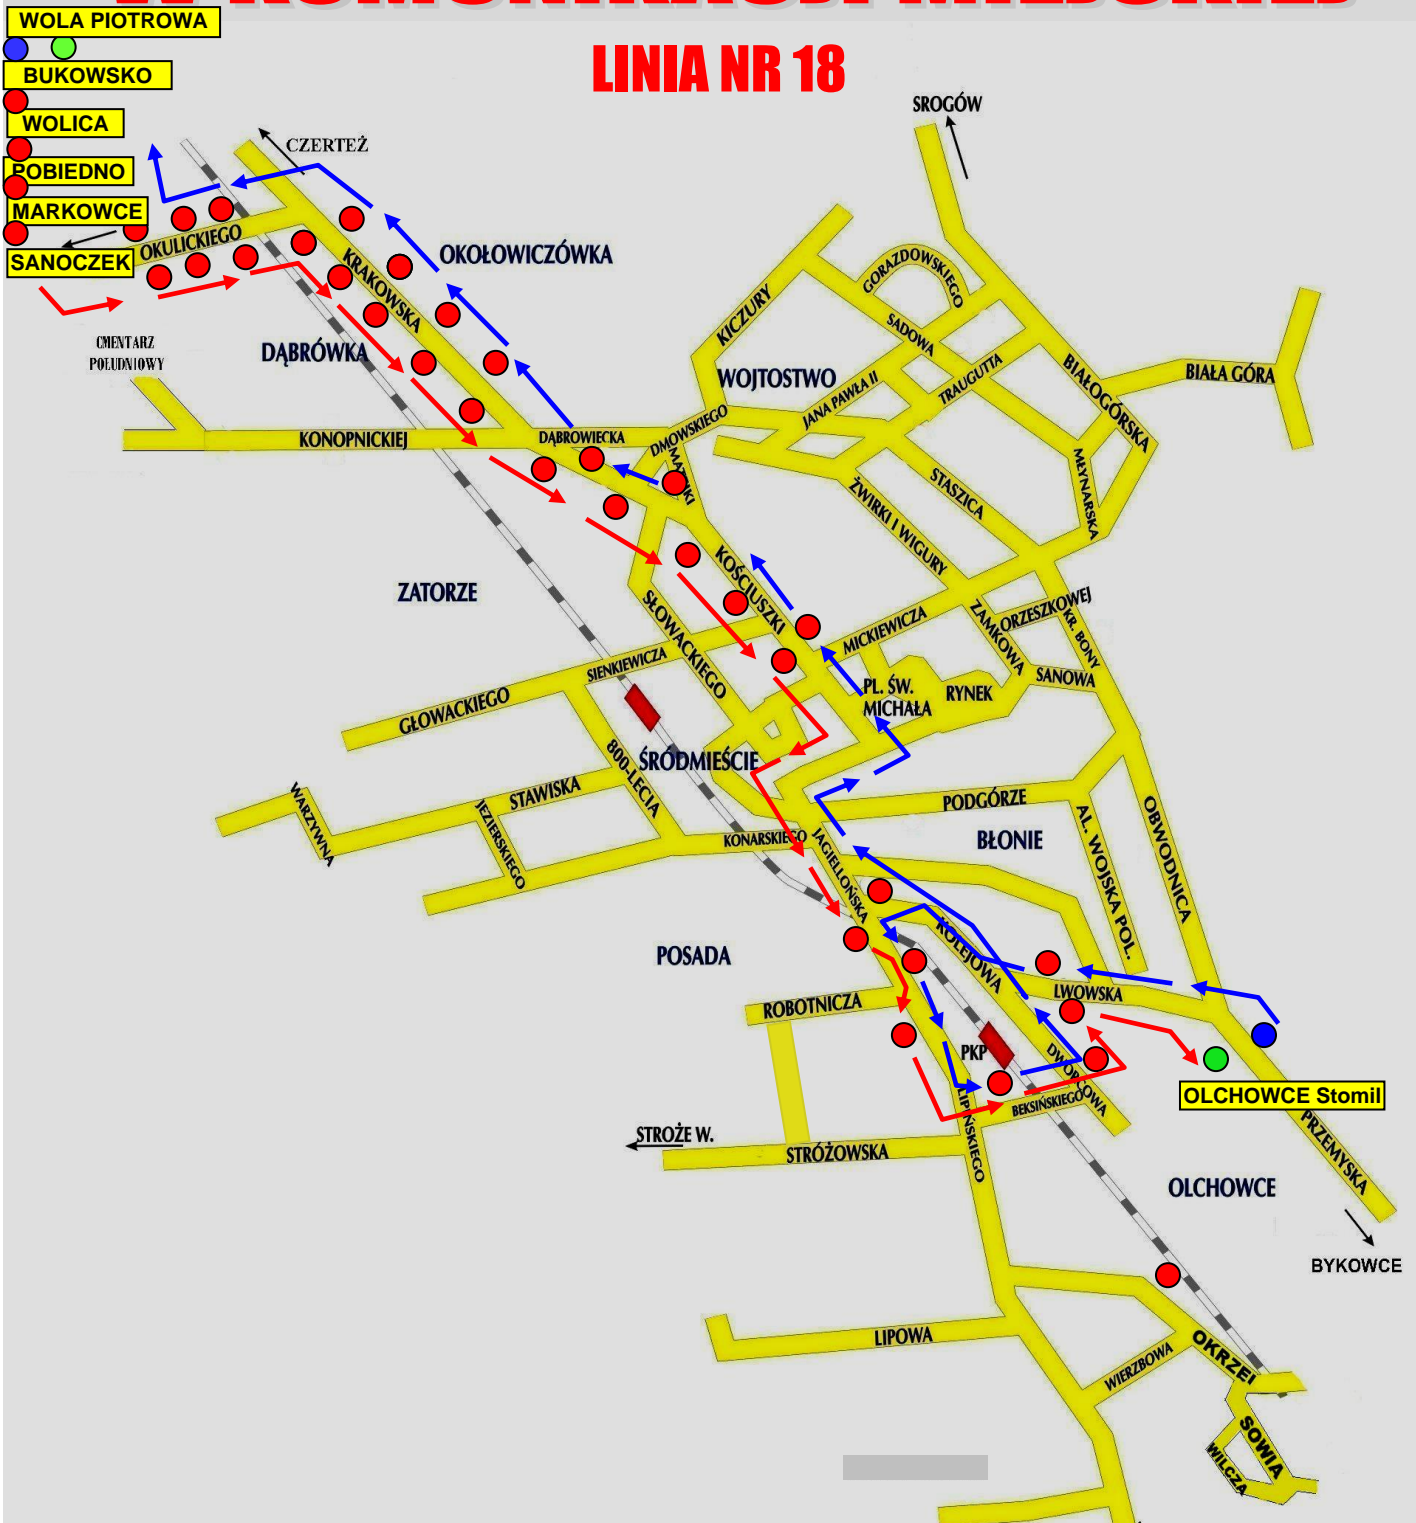 W KOMUNIKACJI MIEJSKIEJ
WOLA PIOTROWA
LINIA NR 18
BUKOWSKO
SROGÓW
WOLICA
CZERTEŻ
POBIEDNO
MARKOWCE
OKULICKIEGO
SANOCZEK
KRAKOWSKA
OKOŁOWICZÓWKA
GORAZDOWSKIEGO
KICZURY
SADOWA
CMENTARZ
POŁUDNIOWY
DĄBRÓWKA
WOJTOSTWO
JANA PAWŁA II
TRAUGUTTA
BIAŁOGÓRSKA
BIAŁA GÓRA
KONOPNICKIEJ
DĄBROWIECKA
DMOWSKIEGO
MŁYNARSKA
STASZICA
ŻWIRKI I WIGURY
ZATORZE
KOŚCIUSZKI
SŁOWACKIEGO
MICKIEWICZA
ZAMKOWA
ORZESZKOWEJ
KR. BONY
SIENKIEWICZA
SANOWA
PL. ŚW.
MICHAŁA
RYNEK
GŁOWACKIEGO
800-LECIA
ŚRÓDMIEŚCIE
STAWISKA
WARZYWNA
JEZIERSKIEGO
PODGÓRZE
KONARSKIEGO
JAGIELLOŃSKA
BŁONIE
AL. WOJSKA POL.
OBWODNICA
POSADA
KOLEJOWA
LWOWSKA
ROBOTNICZA
PKP
DWORCOWA
BEKSIŃSKIEGO
OLCHOWCE Stomil
LIPIŃSKIEGO
PRZEMYSKA
STROŻE W.
STRÓŻOWSKA
OLCHOWCE
BYKOWCE
LIPOWA
WIERZBOWA
OKRZEI
SOWIA
WILCZA